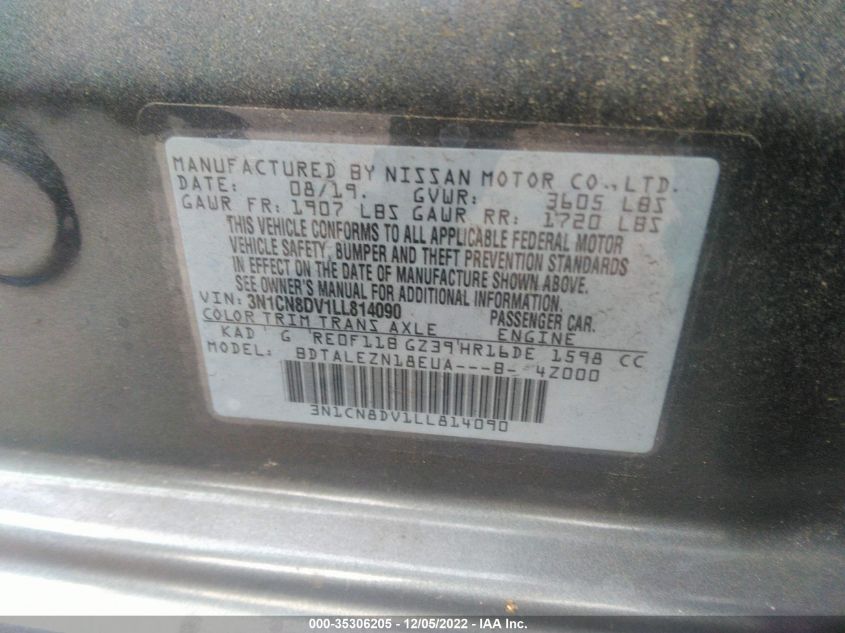 MANUFACTURED BY NISSAN MOTOR CO.,LTD.
DATE: 08/19. GVWR: 3605 LBS
GAWR FR: 1907 LBS GAWR RR: 1720 LBS
THIS VEHICLE CONFORMS TO ALL APPLICABLE FEDERAL MOTOR
VEHICLE SAFETY, BUMPER AND THEFT PREVENTION STANDARDS
IN EFFECT ON THE DATE OF MANUFACTURE SHOWN ABOVE.
SEE OWNER'S MANUAL FOR ADDITIONAL INFORMATION.
VIN: 3N1CN8DV1LL814090 PASSENGER CAR.
COLOR TRIM TRANS AXLE ENGINE
KAD G RE0F11B GZ39 HR16DE 1598 CC
MODEL: BDTALEZN18EUA---B- 4Z000
3N1CN8DV1LL814090
000-35306205 - 12/05/2022 - IAA Inc.